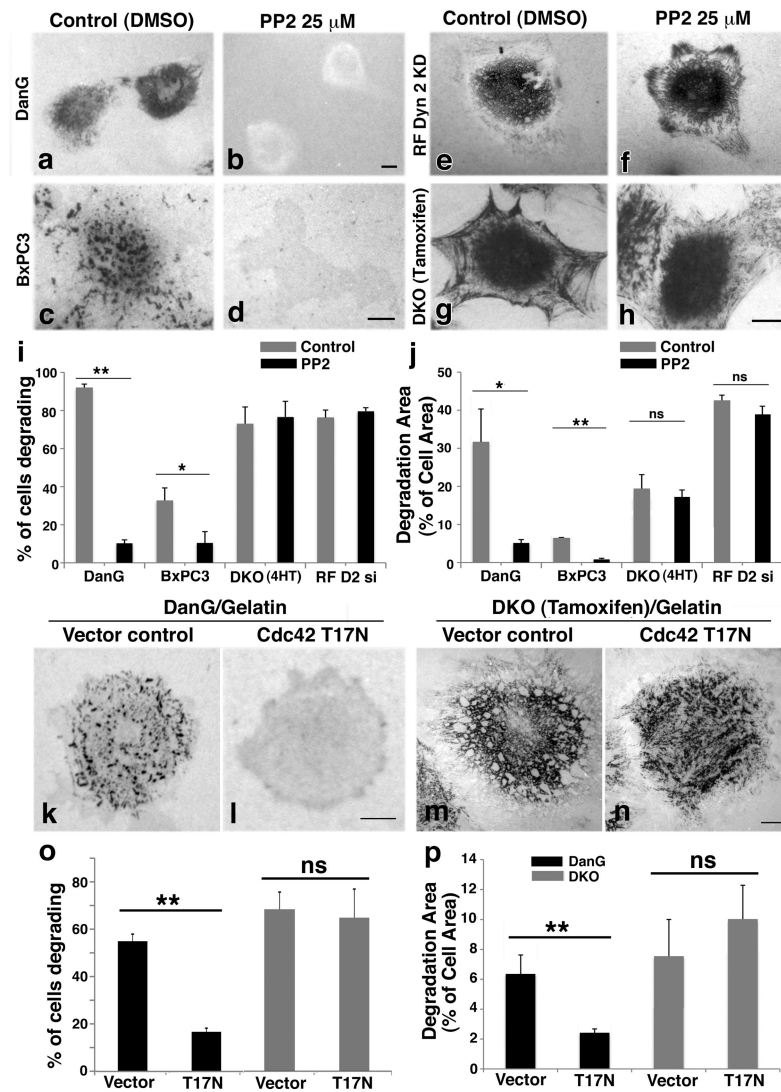 Control (DMSO) PP2 25 μM Control (DMSO) PP2 25 μM
DanG
a b
RF Dyn 2 KD
e f
BxPC3
c d
DKO (Tamoxifen)
g h
i
Control
PP2
% of cells degrading
100
80
60
40
20
0
** *
DanG BxPC3 DKO (4HT) RF D2 si
j
Control
PP2
Degradation Area
(% of Cell Area)
50
40
30
20
10
0
* ** ns ns
DanG BxPC3 DKO (4HT) RF D2 si
DanG/Gelatin DKO (Tamoxifen)/Gelatin
Vector control Cdc42 T17N Vector control Cdc42 T17N
k l m n
o
% of cells degrading
80
60
40
20
0
** ns
Vector T17N Vector T17N
p
DanG
DKO
Degradation Area
(% of Cell Area)
14
12
10
8
6
4
2
0
** ns
Vector T17N Vector T17N